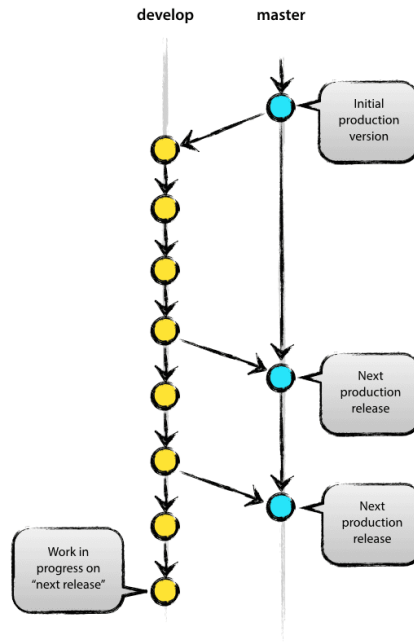 develop
master
Initial
production
version
Next
production
release
Next
production
release
Work in
progress on
“next release”